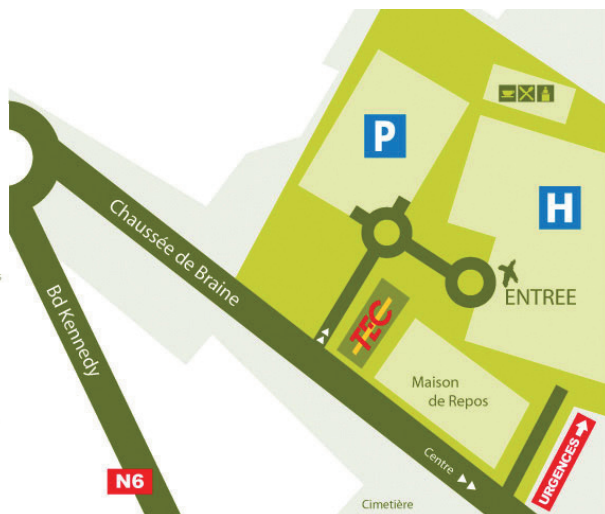 P
H
Chaussée de Braine
Bd Kennedy
ENTREE
TEC
Maison
de Repos
URGENCES
Centre
N6
Cimetière